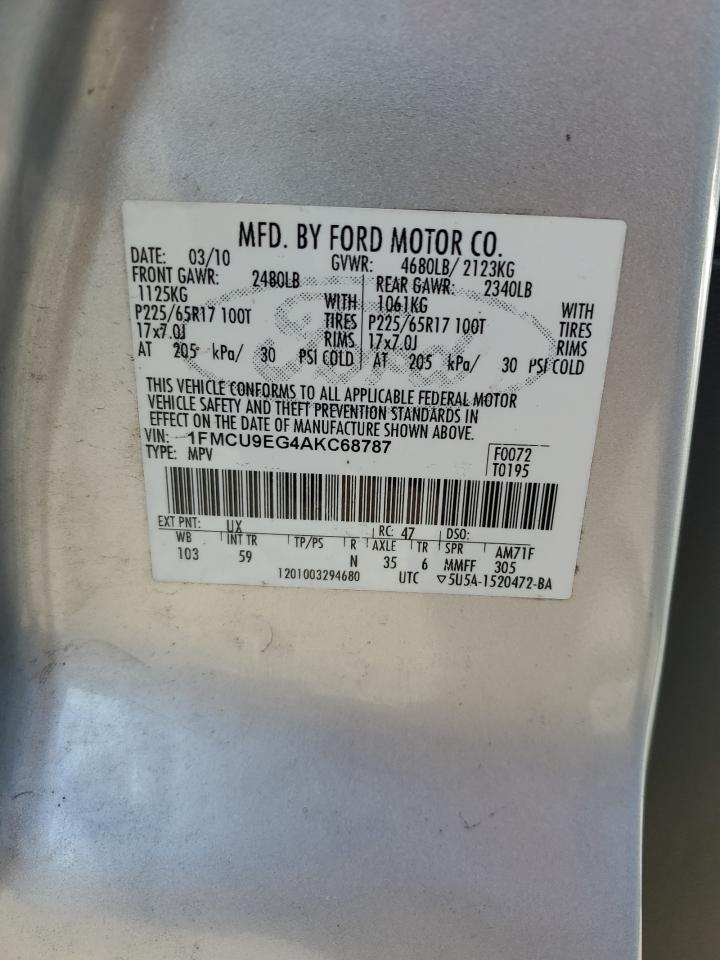 MFD. BY FORD MOTOR CO.
DATE: 03/10 GVWR: 4680LB/ 2123KG
FRONT GAWR: 2480LB REAR GAWR: 2340LB
1125KG WITH 1061KG WITH
P225/65R17 100T TIRES P225/65R17 100T TIRES
17x7.0J RIMS 17x7.0J RIMS
AT 205 kPa/ 30 PSI COLD AT 205 kPa/ 30 PSI COLD
THIS VEHICLE CONFORMS TO ALL APPLICABLE FEDERAL MOTOR
VEHICLE SAFETY AND THEFT PREVENTION STANDARDS IN
EFFECT ON THE DATE OF MANUFACTURE SHOWN ABOVE.
VIN: 1FMCU9EG4AKC68787
TYPE: MPV F0072
T0195
EXT PNT: UX RC: 47 DSO:
WB INT TR TP/PS R AXLE TR SPR AM71F
103 59 N 35 6 MMFF 305
1201003294680 UTC ▽5U5A-1520472-BA
Ford